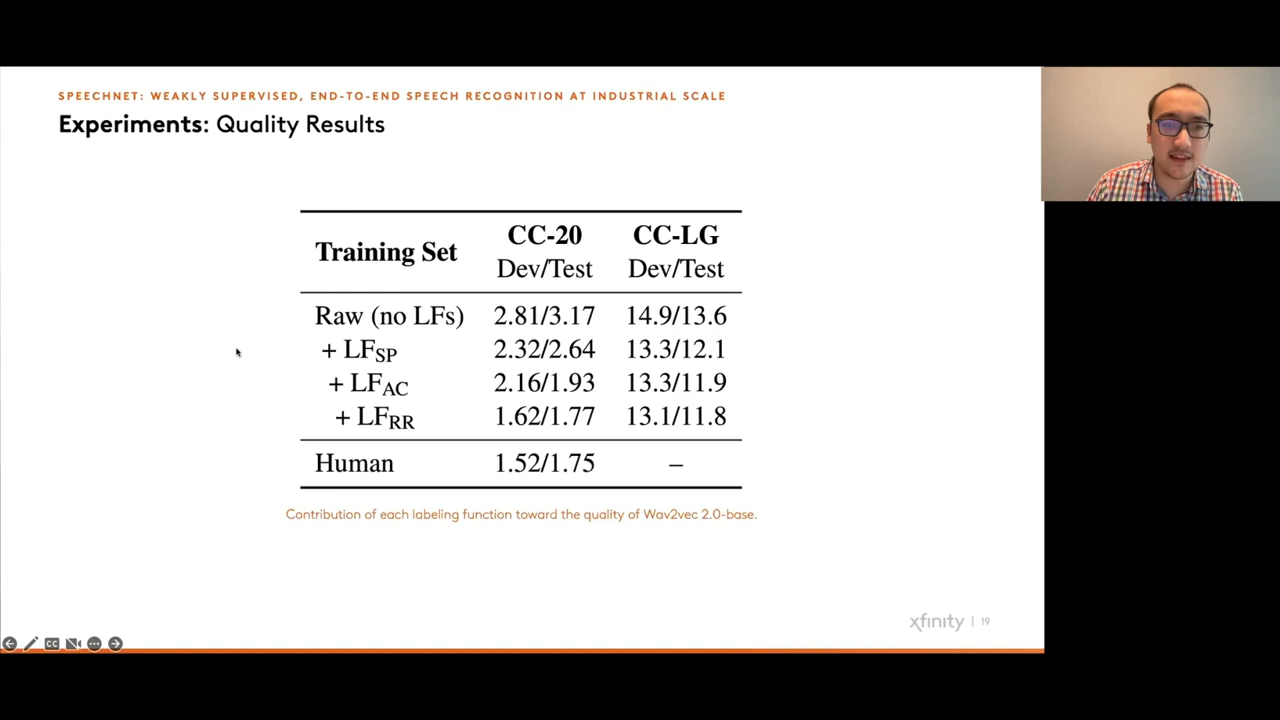 SPEECHNET: WEAKLY SUPERVISED, END-TO-END SPEECH RECOGNITION AT INDUSTRIAL SCALE
Experiments: Quality Results
Training Set CC-20 CC-LG
Dev/Test Dev/Test
Raw (no LFs) 2.81/3.17 14.9/13.6
+ LFSP 2.32/2.64 13.3/12.1
+ LFAC 2.16/1.93 13.3/11.9
+ LFRR 1.62/1.77 13.1/11.8
Human 1.52/1.75 –
Contribution of each labeling function toward the quality of Wav2vec 2.0-base.
CC
xfinity | 19